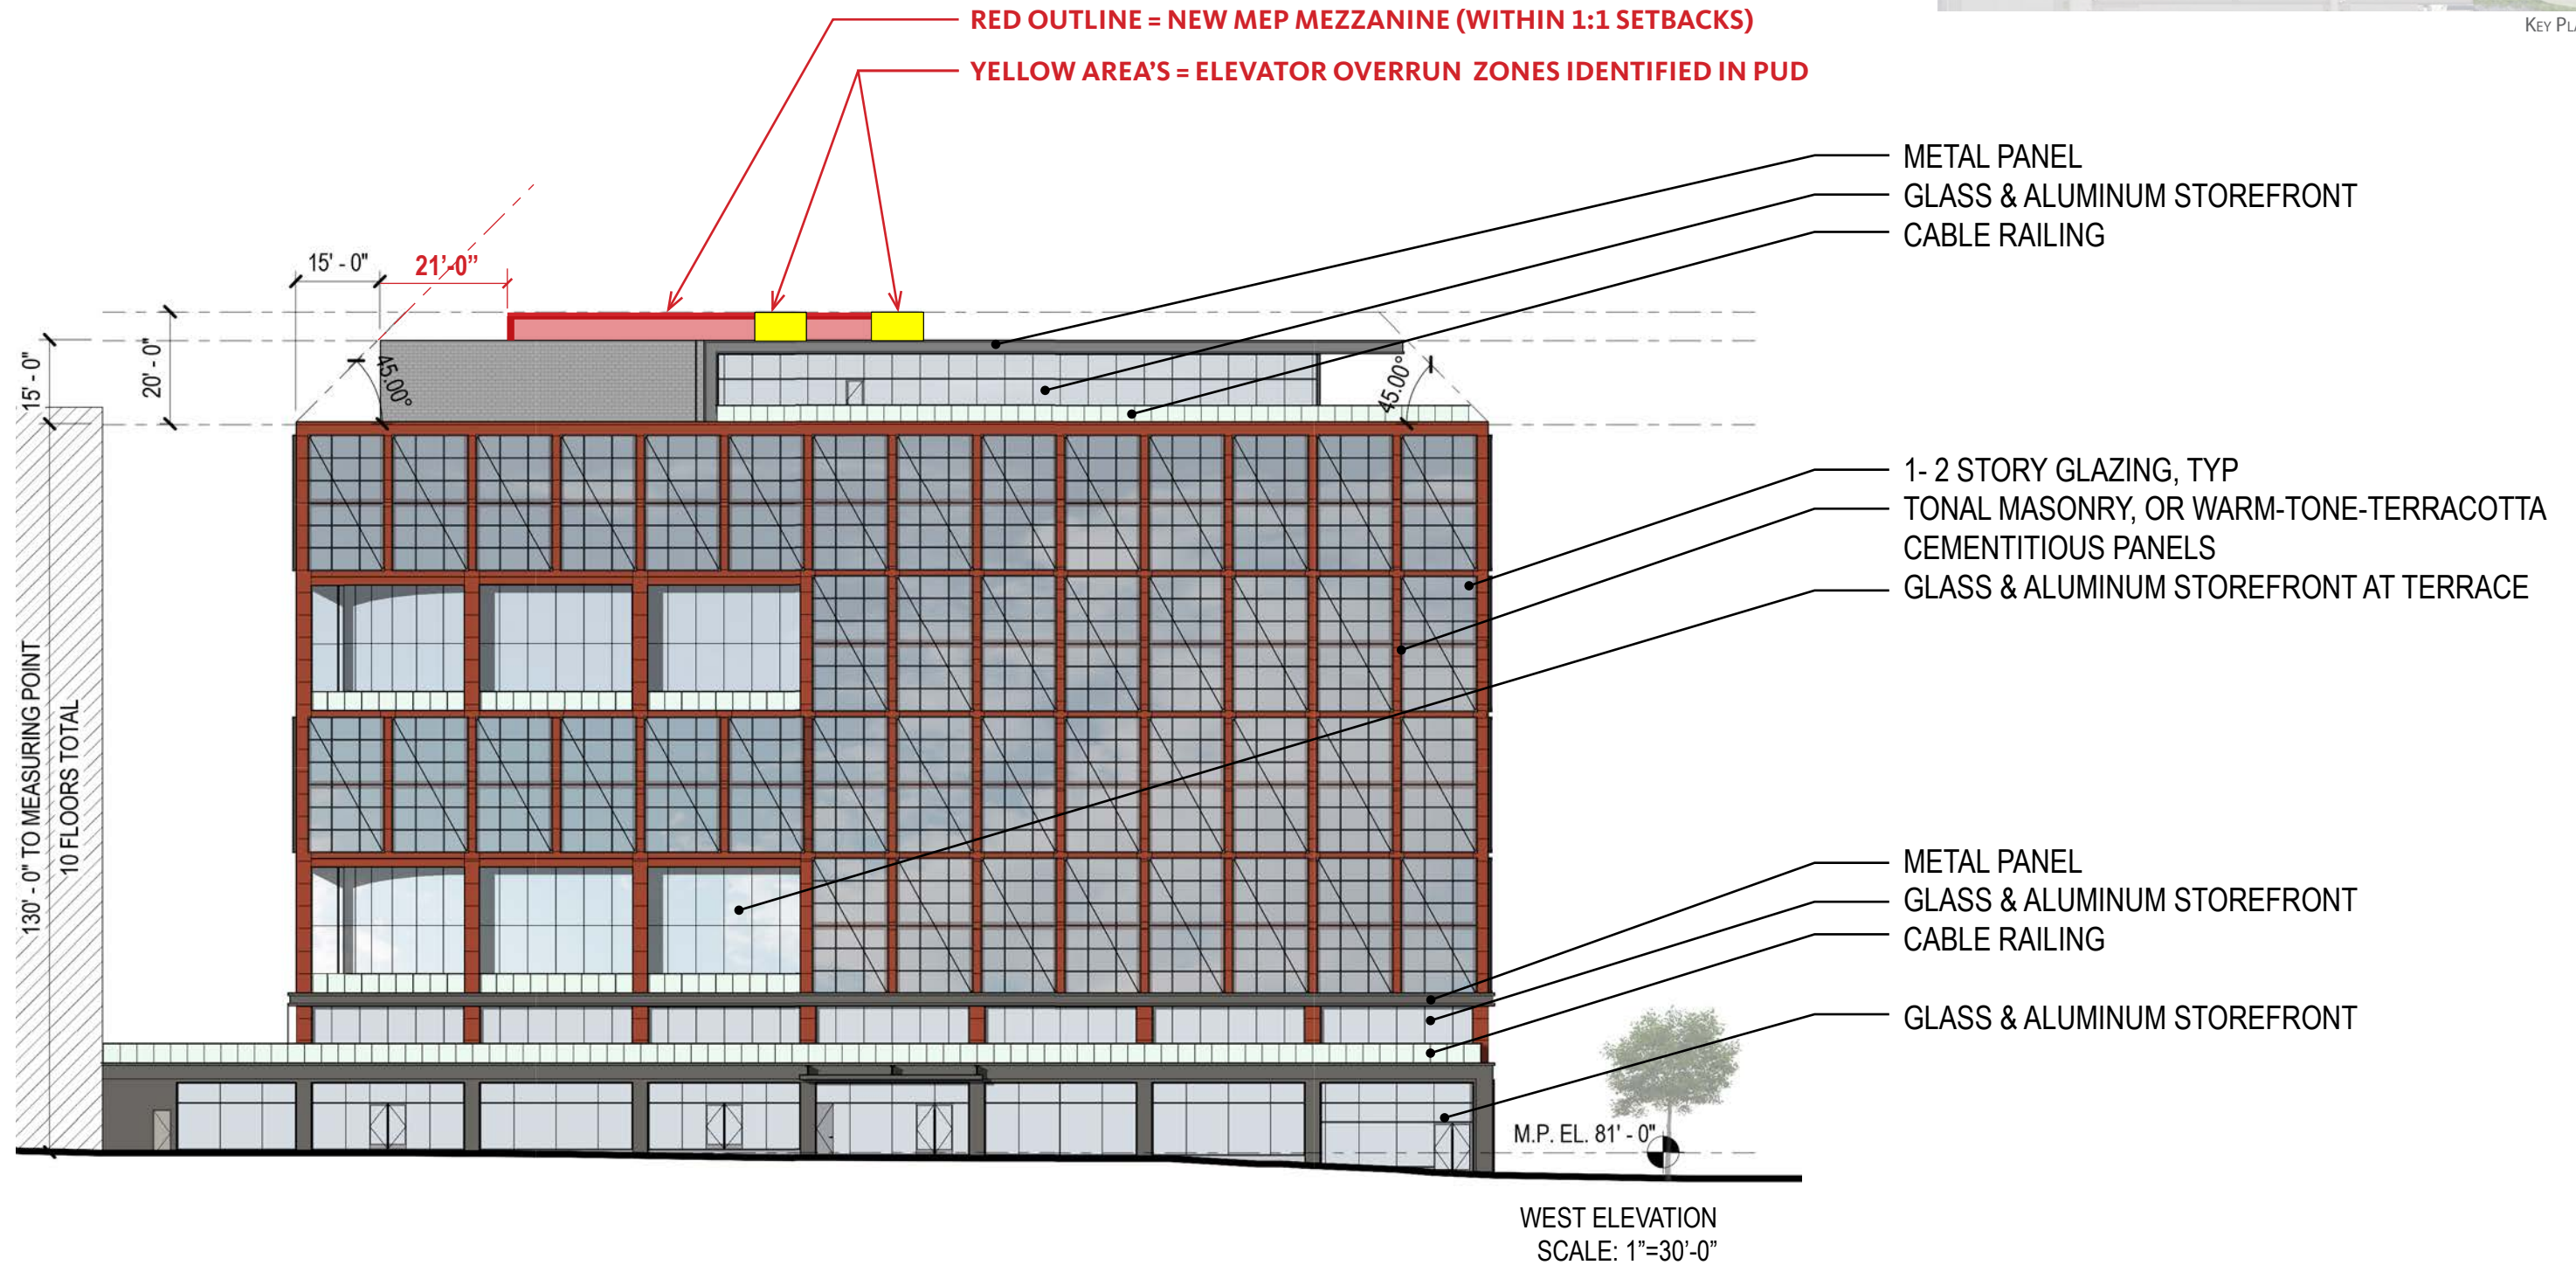 RED OUTLINE = NEW MEP MEZZANINE (WITHIN 1:1 SETBACKS)
YELLOW AREA'S = ELEVATOR OVERRUN ZONES IDENTIFIED IN PUD
KEY
METAL PANEL
GLASS & ALUMINUM STOREFRONT
CABLE RAILING
15' - 0"
21'-0"
15' - 0"
20' - 0"
45.00°
45.00°
1- 2 STORY GLAZING, TYP
TONAL MASONRY, OR WARM-TONE-TERRACOTTA
CEMENTITIOUS PANELS
GLASS & ALUMINUM STOREFRONT AT TERRACE
130' - 0" TO MEASURING POINT
10 FLOORS TOTAL
METAL PANEL
GLASS & ALUMINUM STOREFRONT
CABLE RAILING
GLASS & ALUMINUM STOREFRONT
M.P. EL. 81' - 0"
WEST ELEVATION
SCALE: 1"=30'-0"